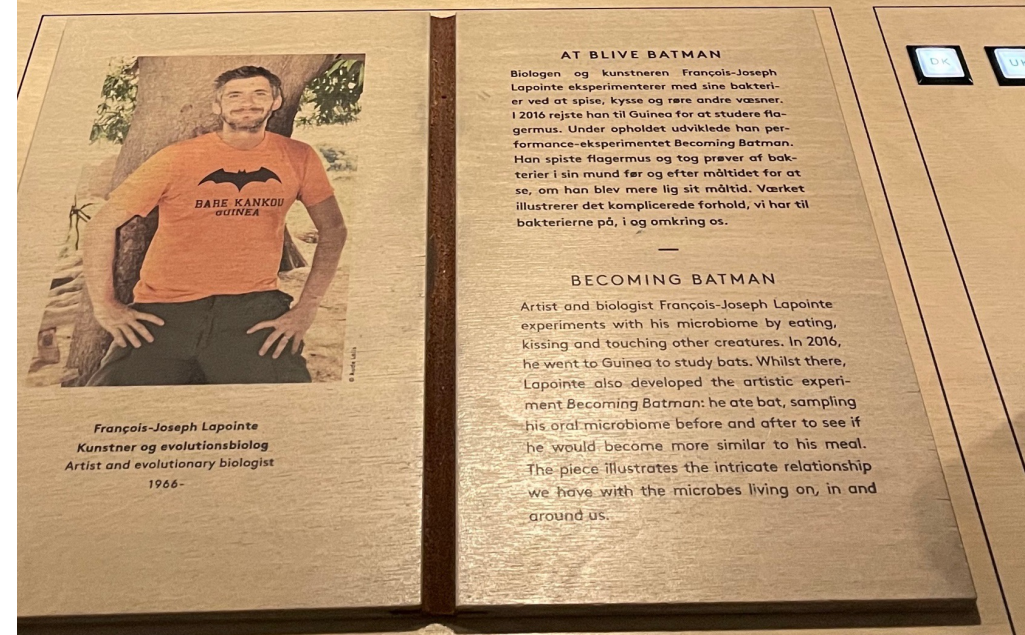 BARE KANKOU
GUINEA
François-Joseph Lapointe
Kunstner og evolutionsbiolog
Artist and evolutionary biologist
1966-
AT BLIVE BATMAN
Biologen og kunstneren François-Joseph
Lapointe eksperimenterer med sine bakteri-
er ved at spise, kysse og røre andre væsner.
I 2016 rejste han til Guinea for at studere fla-
germus. Under opholdet udviklede han per-
formance-eksperimentet Becoming Batman.
Han spiste flagermus og tog prøver af bak-
terier i sin mund før og efter måltidet for at
se, om han blev mere lig sit måltid. Værket
illustrerer det komplicerede forhold, vi har til
bakterierne på, i og omkring os.
—
BECOMING BATMAN
Artist and biologist François-Joseph Lapointe
experiments with his microbiome by eating,
kissing and touching other creatures. In 2016,
he went to Guinea to study bats. Whilst there,
Lapointe also developed the artistic experi-
ment Becoming Batman: he ate bat, sampling
his oral microbiome before and after to see if
he would become more similar to his meal.
The piece illustrates the intricate relationship
we have with the microbes living on, in and
around us.
DK